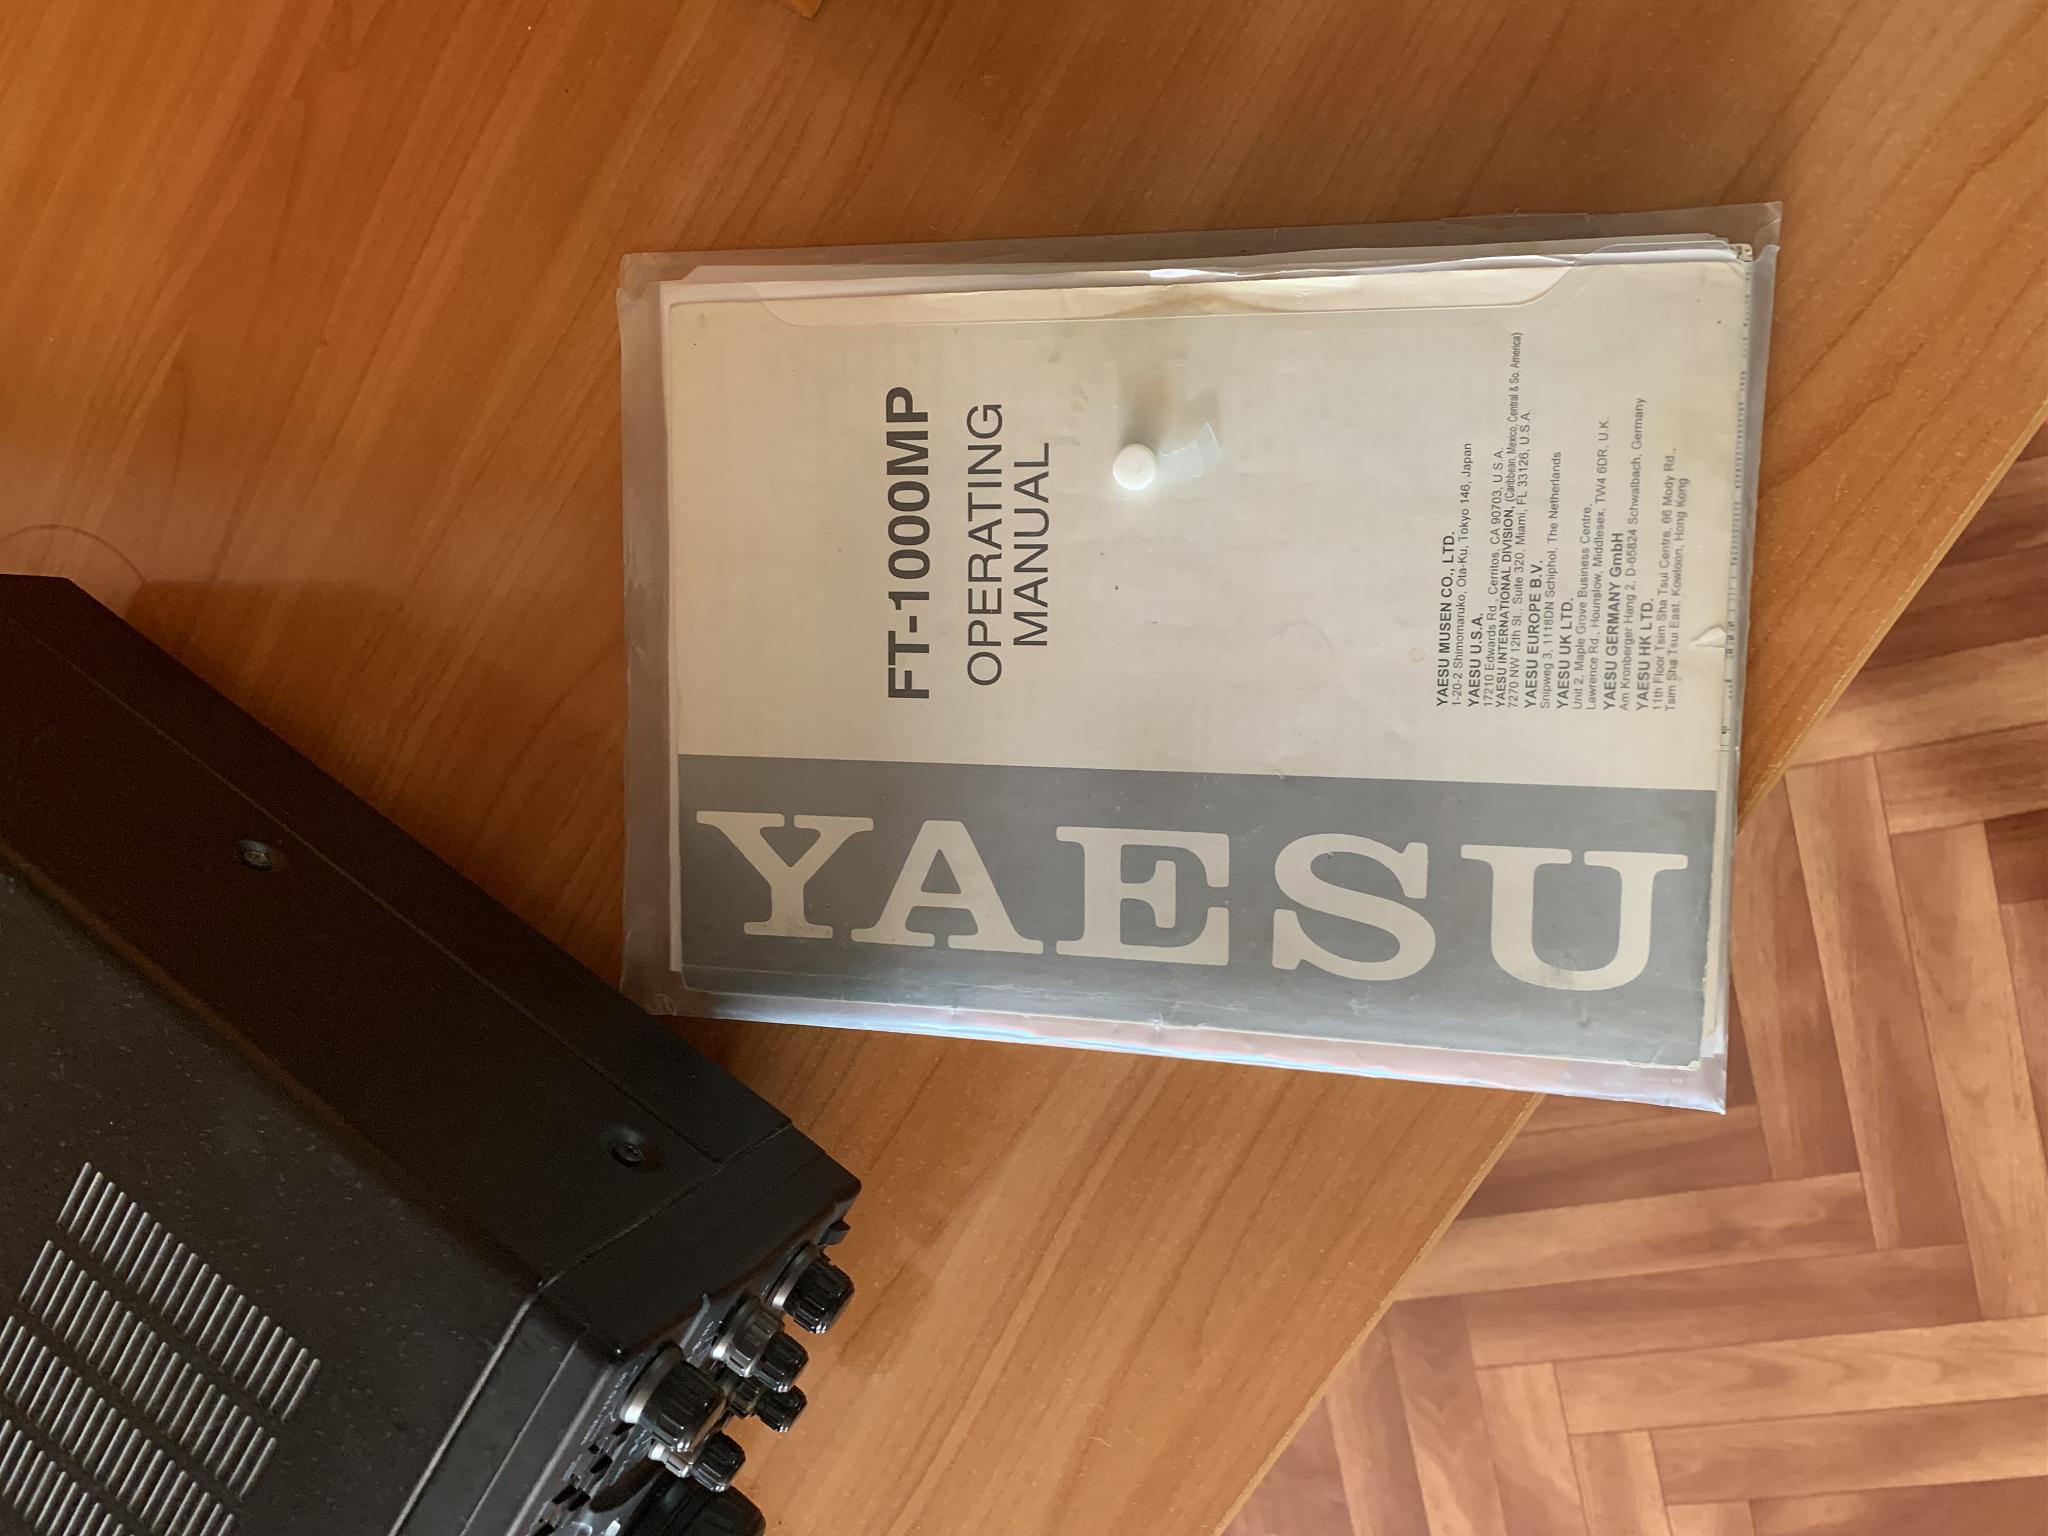 YAESU
FT-1000MP
OPERATING
MANUAL
YAESU MUSEN CO., LTD.
1-20-2 Shimomaruko, Ota-Ku, Tokyo 146, Japan
YAESU U.S.A.
17210 Edwards Rd., Cerritos, CA 90703, U.S.A.
YAESU INTERNATIONAL DIVISION, (Caribbean, Mexico, Central & So. America)
7270 NW 12th St., Suite 320, Miami, FL 33126, U.S.A.
YAESU EUROPE B.V.
Snipweg 3, 1118DN Schiphol, The Netherlands
YAESU UK LTD.
Unit 2, Maple Grove Business Centre,
Lawrence Rd., Hounslow, Middlesex, TW4 6DR, U.K.
YAESU GERMANY GmbH
Am Kronberger Hang 2, D-65824 Schwalbach, Germany
YAESU HK LTD.
11th Floor Tsim Sha Tsui Centre, 66 Mody Rd.,
Tsim Sha Tsui East, Kowloon, Hong Kong